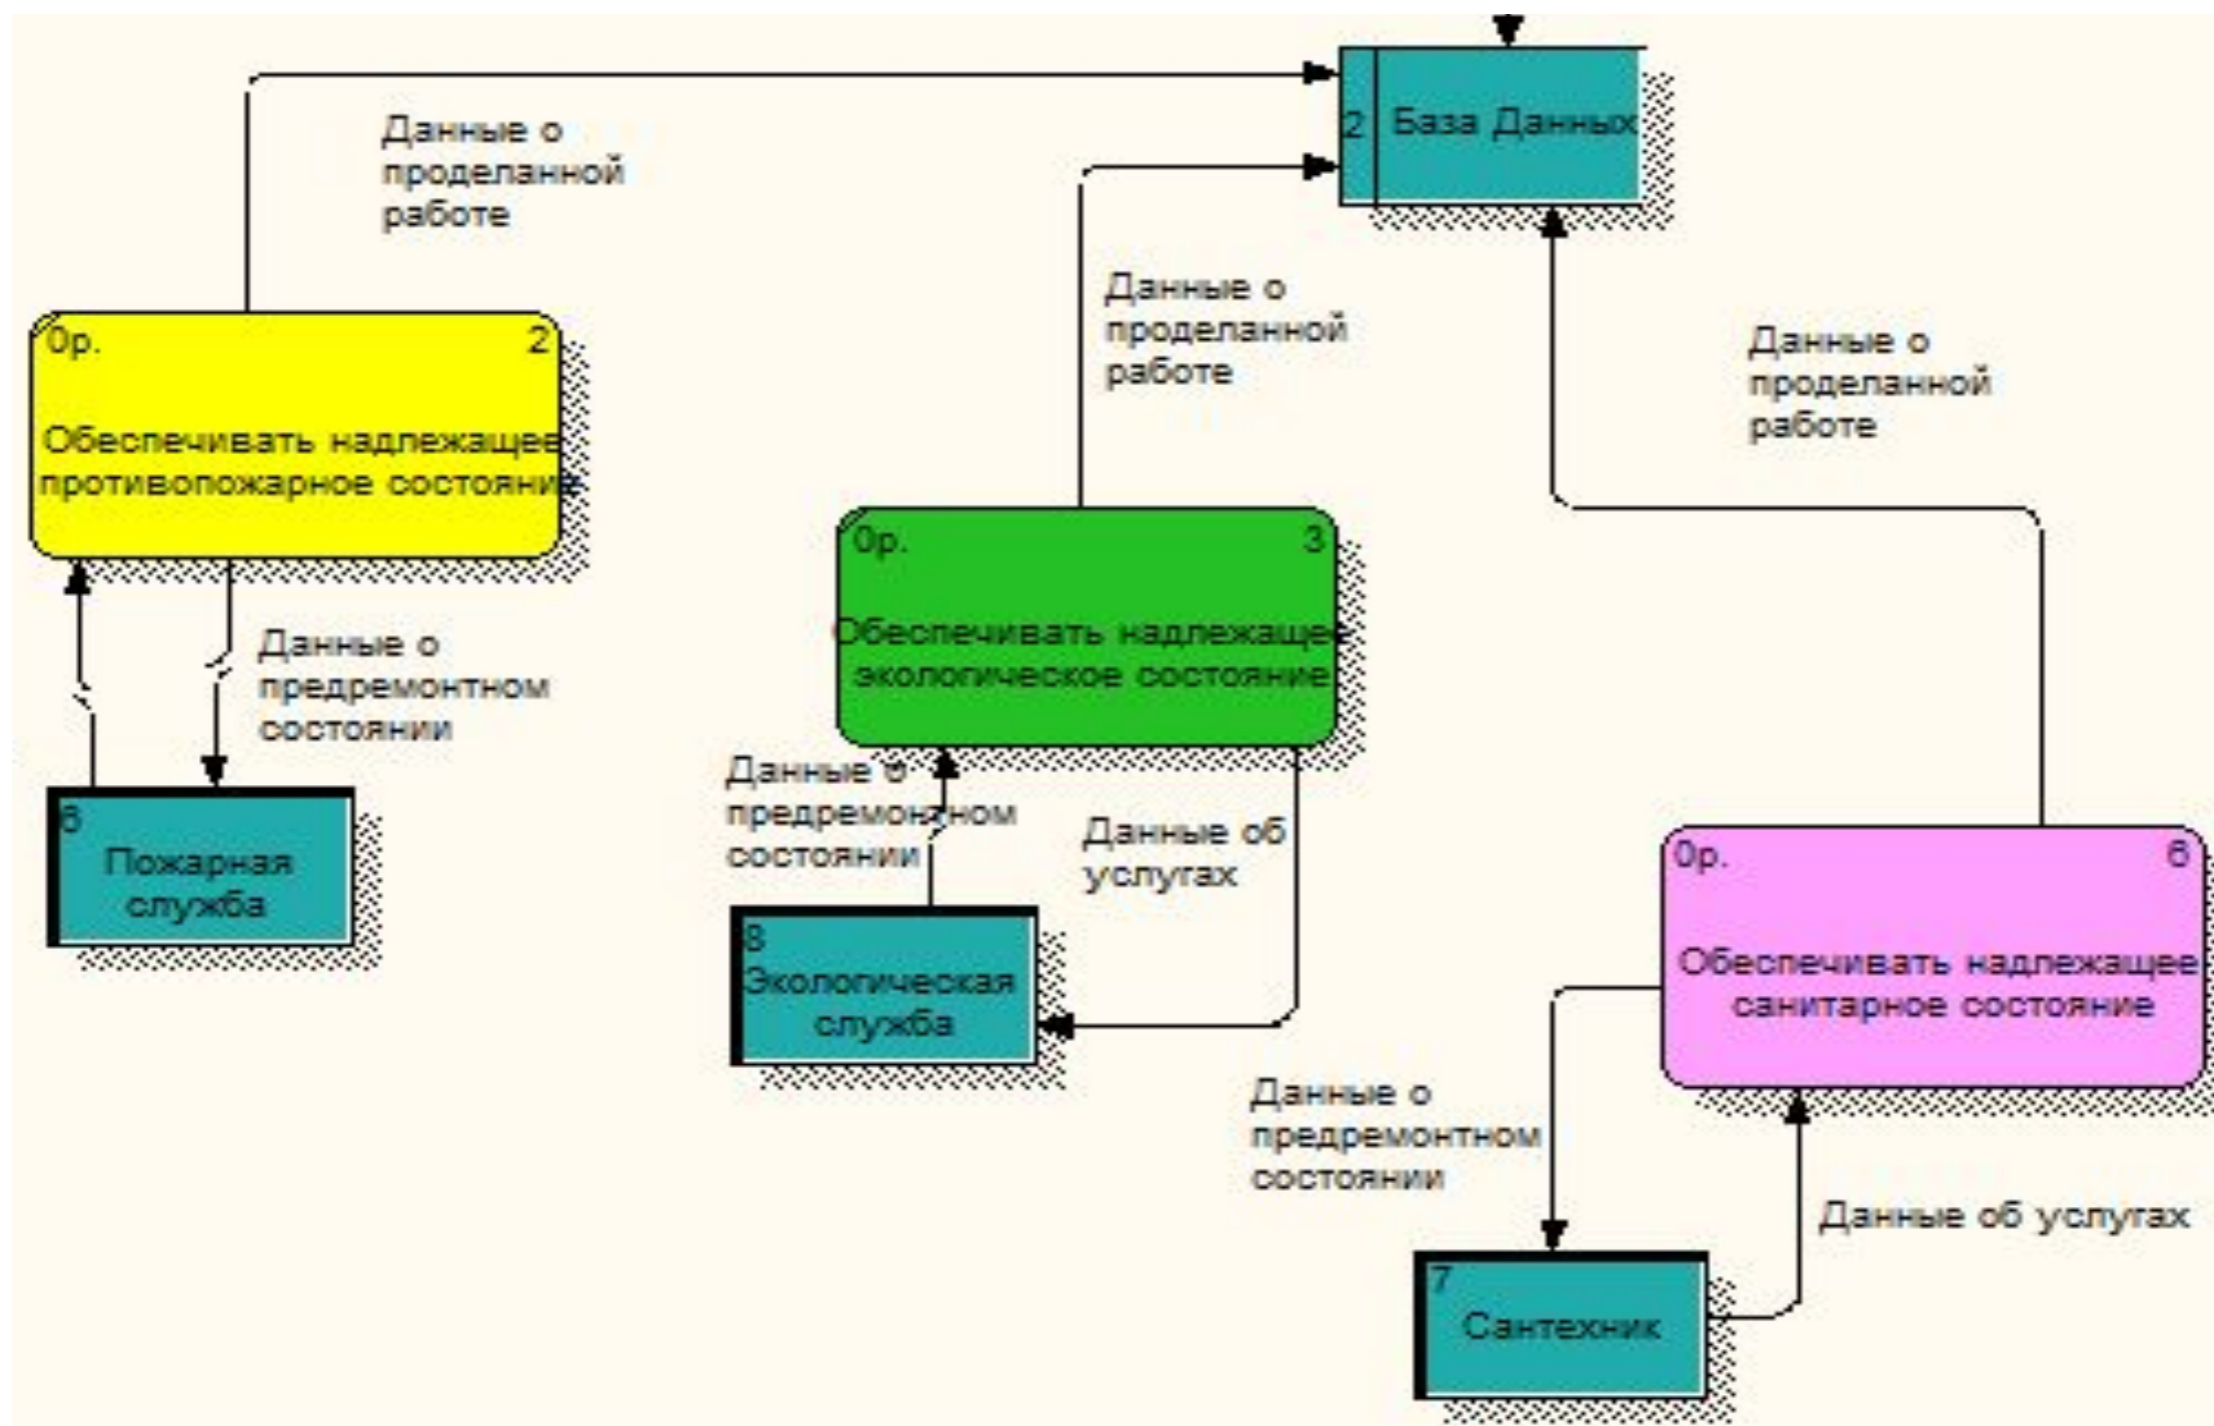 2
База Данных
Данные о
проделанной
работе
Данные о
проделанной
работе
Данные о
проделанной
работе
0р.
2
Обеспечивать надлежащее
противопожарное состояние
0р.
3
Обеспечивать надлежащее
экологическое состояние
Данные о
предремонтном
состоянии
6
Пожарная
служба
Данные о
предремонтном
состоянии
Данные об
услугах
8
Экологическая
служба
0р.
6
Обеспечивать надлежащее
санитарное состояние
Данные о
предремонтном
состоянии
Данные об услугах
7
Сантехник